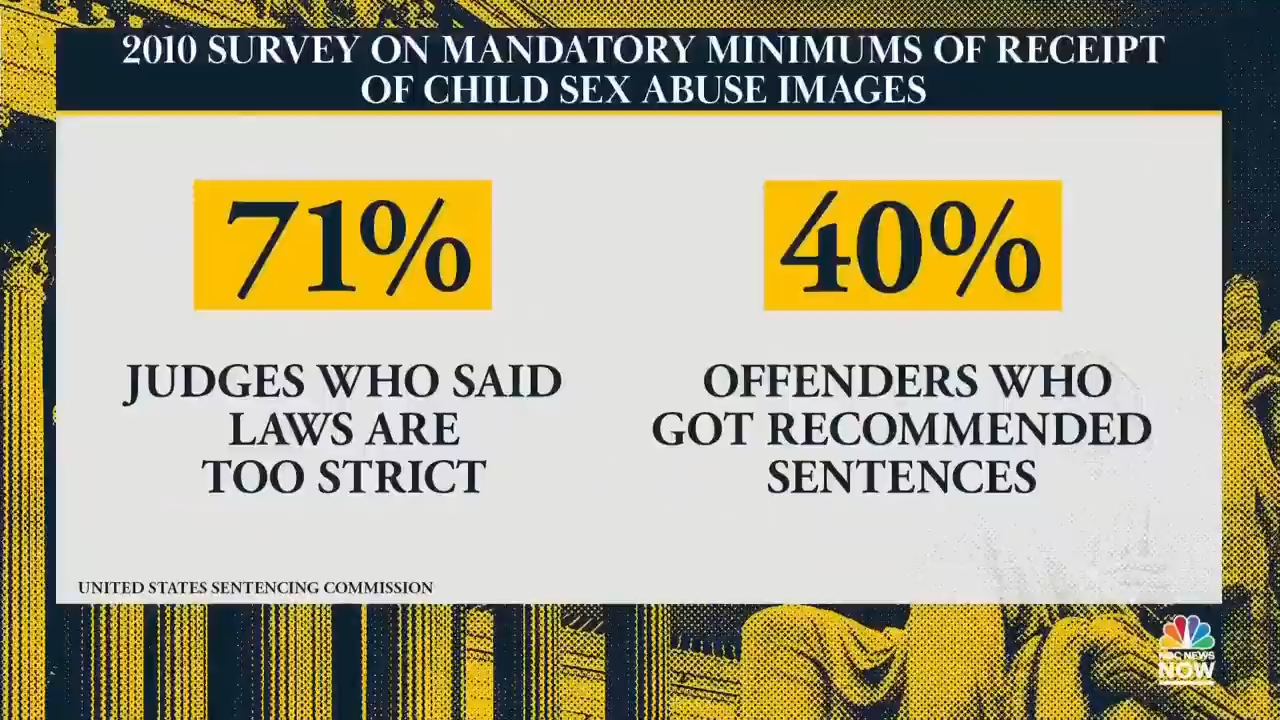 2010 SURVEY ON MANDATORY MINIMUMS OF RECEIPT
OF CHILD SEX ABUSE IMAGES
71%
JUDGES WHO SAID
LAWS ARE
TOO STRICT
40%
OFFENDERS WHO
GOT RECOMMENDED
SENTENCES
UNITED STATES SENTENCING COMMISSION
NBC NEWS
NOW